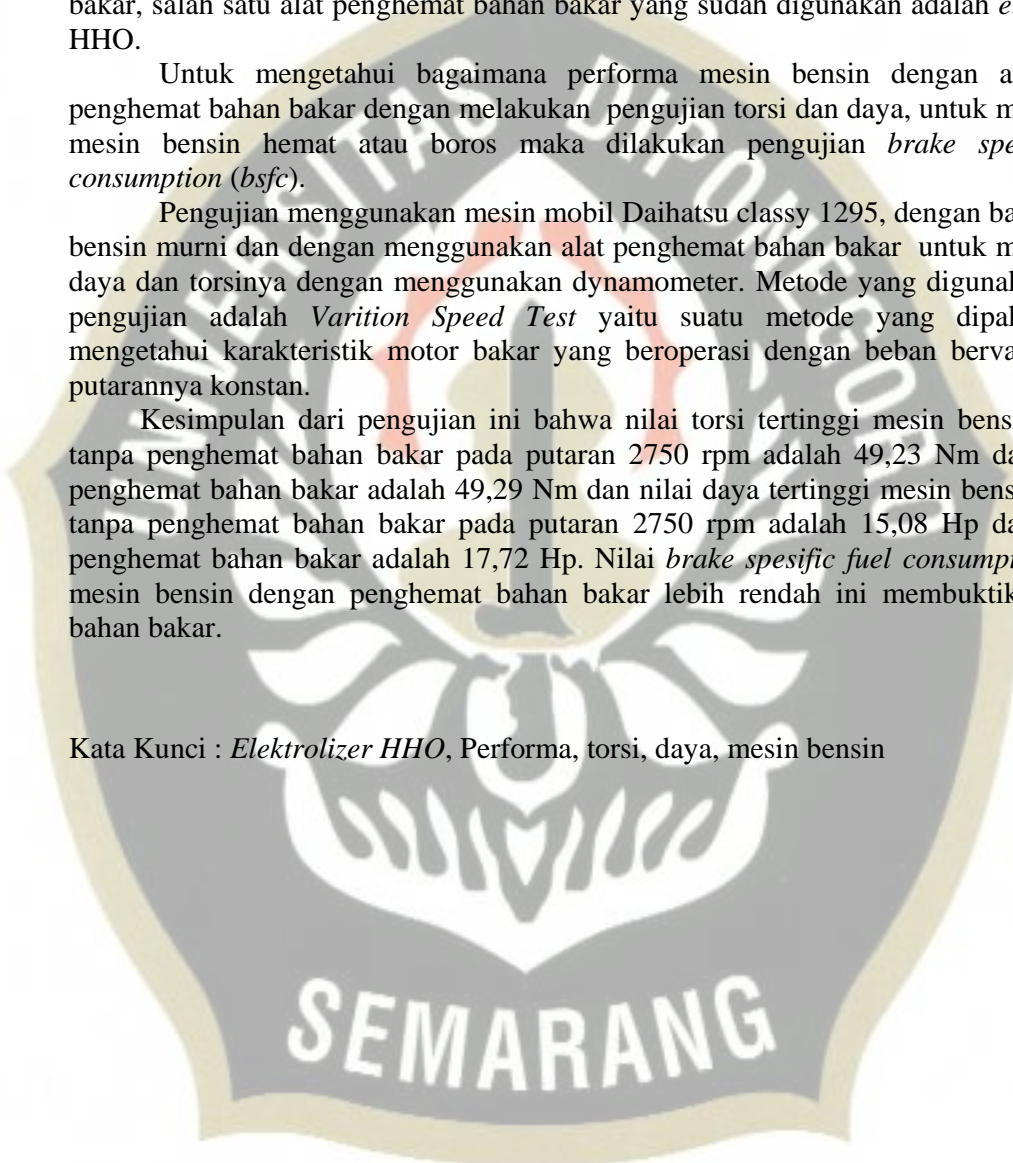 bakar, salah satu alat penghemat bahan bakar yang sudah digunakan adalah
HHO.
Untuk mengetahui bagaimana performa mesin bensin dengan
penghemat bahan bakar dengan melakukan pengujian torsi dan daya, untuk
mesin bensin hemat atau boros maka dilakukan pengujian brake
consumption (bsfc).
Pengujian menggunakan mesin mobil Daihatsu classy 1295, dengan
bensin murni dan dengan menggunakan alat penghemat bahan bakar untuk
daya dan torsinya dengan menggunakan dynamometer. Metode yang
pengujian adalah Varition Speed Test yaitu suatu metode yang
mengetahui karakteristik motor bakar yang beroperasi dengan beban
putarannya konstan.
Kesimpulan dari pengujian ini bahwa nilai torsi tertinggi mesin
tanpa penghemat bahan bakar pada putaran 2750 rpm adalah 49,23 Nm
penghemat bahan bakar adalah 49,29 Nm dan nilai daya tertinggi mesin
tanpa penghemat bahan bakar pada putaran 2750 rpm adalah 15,08 Hp
penghemat bahan bakar adalah 17,72 Hp. Nilai brake spesific fuel
mesin bensin dengan penghemat bahan bakar lebih rendah ini
bahan bakar.
Kata Kunci : Elektrolizer HHO, Performa, torsi, daya, mesin bensin
UNIVERSITAS DIPONEGORO
SEMARANG